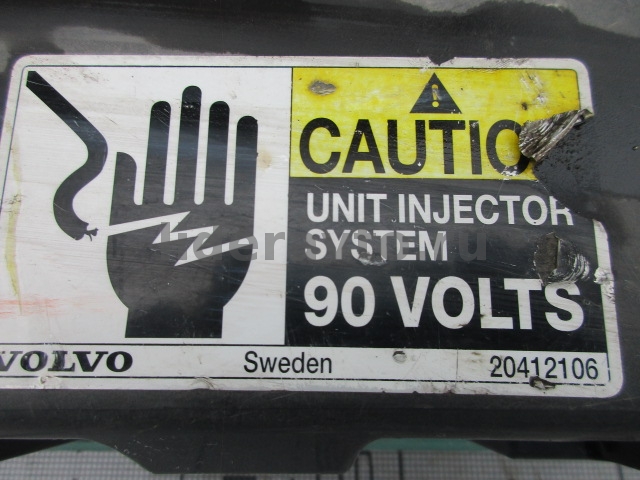 CAUTIO
UNIT INJECTOR
SYSTEM
90 VOLTS
VOLVO
Sweden
20412106